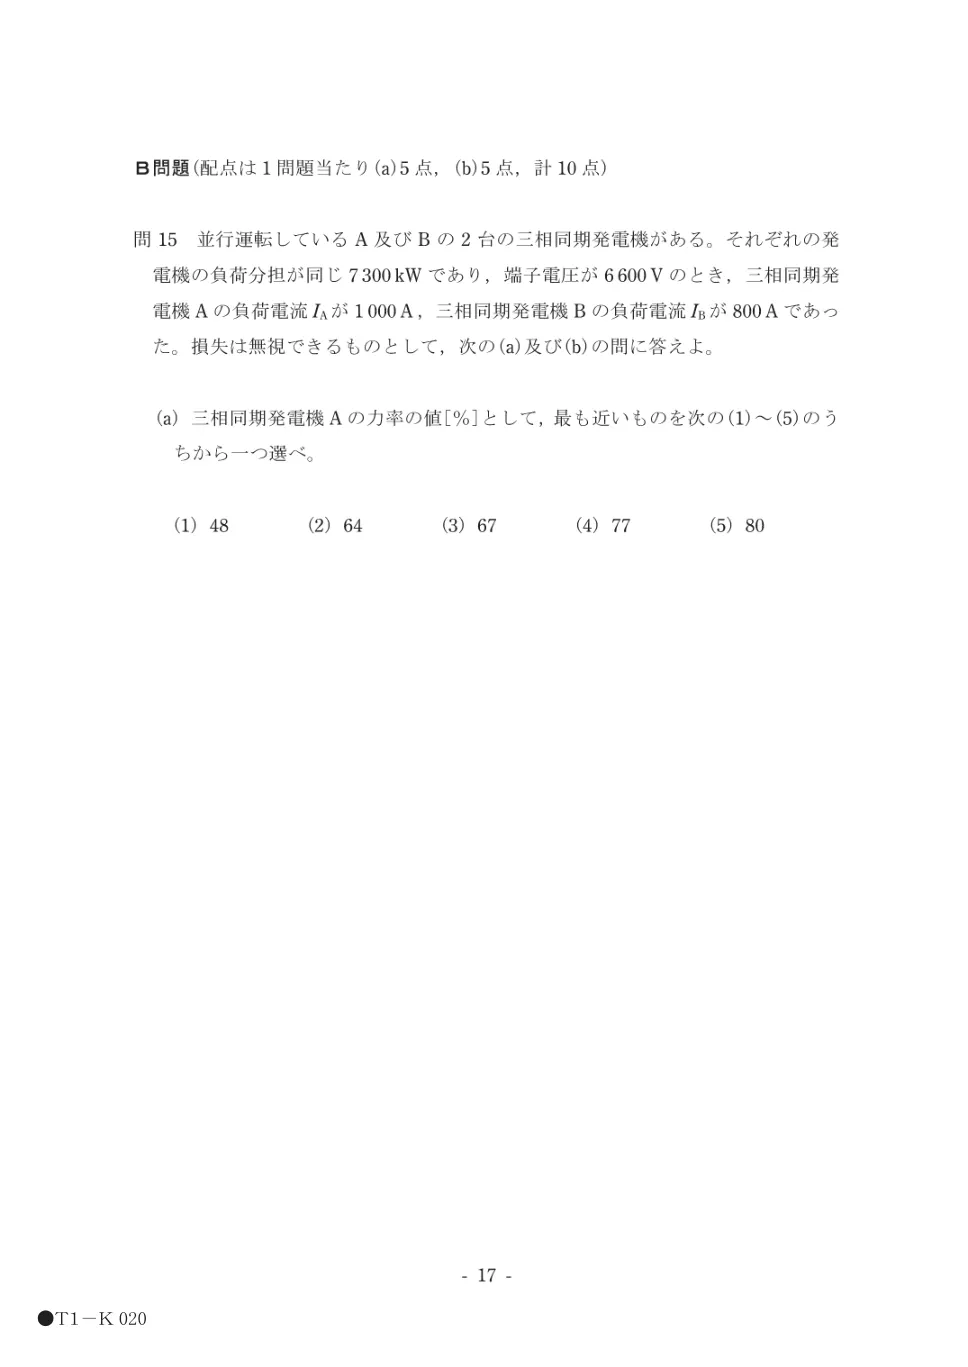 B問題(配点は1問題当たり(a)5点，(b)5点，計10点)
問15　並行運転しているA及びBの2台の三相同期発電機がある。それぞれの発
電機の負荷分担が同じ7300kWであり，端子電圧が6600Vのとき，三相同期発
電機Aの負荷電流I_Aが1000A，三相同期発電機Bの負荷電流I_Bが800Aであっ
た。損失は無視できるものとして，次の(a)及び(b)の問に答えよ。
(a) 三相同期発電機Aの力率の値[％]として，最も近いものを次の(1)～(5)のう
ちから一つ選べ。
(1) 48　(2) 64　(3) 67　(4) 77　(5) 80
- 17 -
●T1－K 020